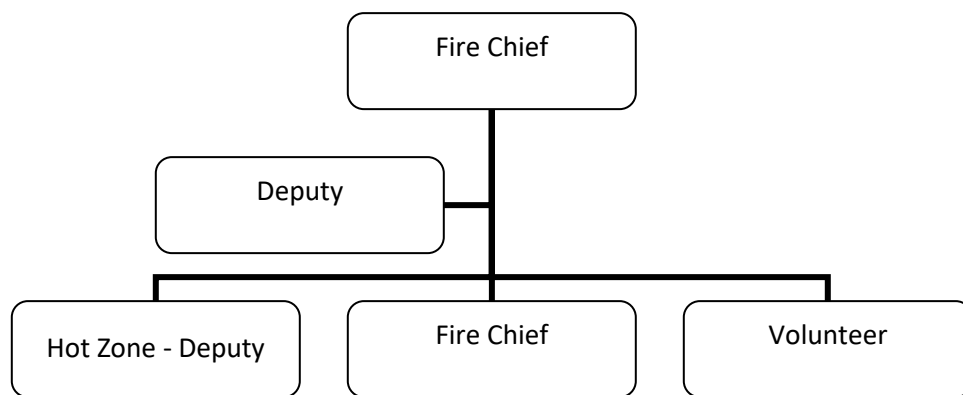 Fire Chief
Deputy
Hot Zone - Deputy
Fire Chief
Volunteer